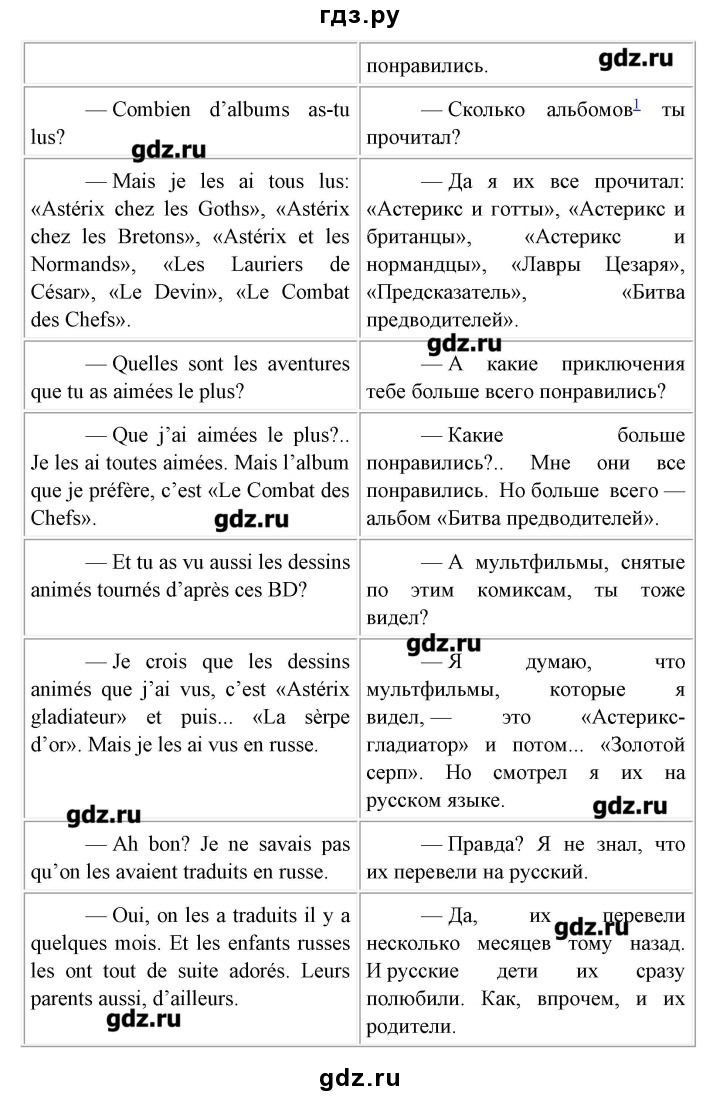 гдз.ру
понравились.
gdz.ru
— Combien d’albums as-tu
lus?
gdz.ru
— Сколько альбомов1 ты
прочитал?
— Mais je les ai tous lus:
«Astérix chez les Goths», «Astérix
chez les Bretons», «Astérix et les
Normands», «Les Lauriers de
César», «Le Devin», «Le Combat
des Chefs».
— Да я их все прочитал:
«Астерикс и готты», «Астерикс и
британцы», «Астерикс и
нормандцы», «Лавры Цезаря»,
«Предсказатель», «Битва
предводителей».
gdz.ru
— Quelles sont les aventures
que tu as aimées le plus?
— А какие приключения
тебе больше всего понравились?
— Que j’ai aimées le plus?..
Je les ai toutes aimées. Mais l’album
que je préfère, c’est «Le Combat des
Chefs».
gdz.ru
— Какие больше
понравились?.. Мне они все
понравились. Но больше всего —
альбом «Битва предводителей».
— Et tu as vu aussi les dessins
animés tournés d’après ces BD?
— А мультфильмы, снятые
по этим комиксам, ты тоже
видел?
gdz.ru
— Je crois que les dessins
animés que j’ai vus, c’est «Astérix
gladiateur» et puis... «La sèrpe
d’or». Mais je les ai vus en russe.
gdz.ru
— Я думаю, что
мультфильмы, которые я
видел, — это «Астерикс-
гладиатор» и потом... «Золотой
серп». Но смотрел я их на
русском языке.
gdz.ru
— Ah bon? Je ne savais pas
qu’on les avaient traduits en russe.
— Правда? Я не знал, что
их перевели на русский.
— Oui, on les a traduits il y a
quelques mois. Et les enfants russes
les ont tout de suite adorés. Leurs
parents aussi, d’ailleurs.
gdz.ru
— Да, их перевели
gdz.ru
несколько месяцев тому назад.
И русские дети их сразу
полюбили. Как, впрочем, и их
родители.
gdz.ru